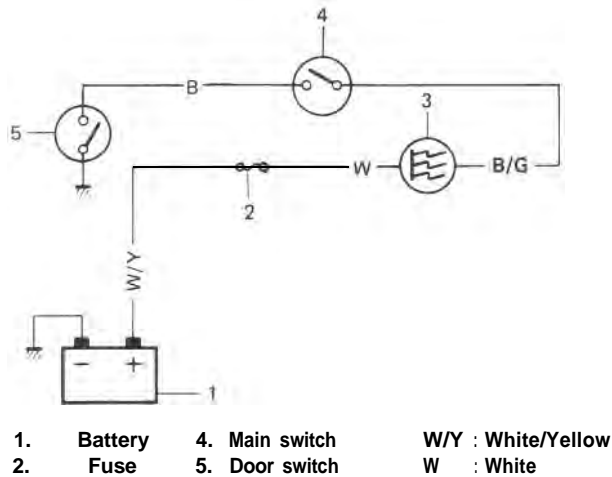 4
B
5
3
W
B/G
2
W/Y
− +
1
1. Battery 4. Main switch W/Y : White/Yellow
2. Fuse 5. Door switch W : White